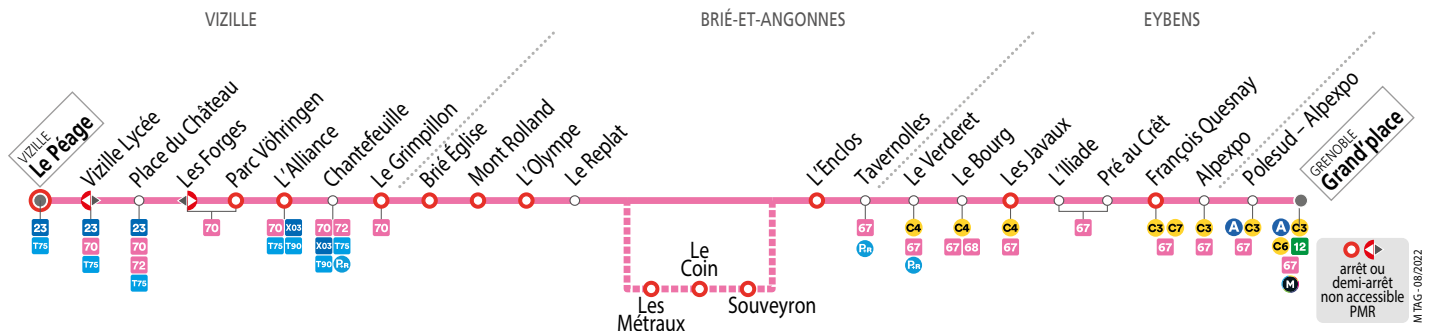 VIZILLE
BRIÉ-ET-ANGONNES
EYBENS
VIZILLE
Le Péage
Vizille Lycée
Place du Château
Les Forges
Parc Vöhringen
L'Alliance
Chantefeuille
Le Grimpillon
Brié Église
Mont Rolland
L'Olympe
Le Replat
L'Enclos
Tavernolles
Le Verderet
Le Bourg
Les Javaux
L'Iliade
Pré au Crêt
François Quesnay
Alpexpo
Polesud – Alpexpo
GRENOBLE
Grand'place
23
T75
23
70
T75
23
70
72
T75
70
70 X03
T75 T90
70 72
X03 T75
T90 P+R
70
67
P+R
C4
67
P+R
C4
67 68
C4
67
67
C3 C7
67
C3
67
A C3
67
A C3
C6 12
67
M
Les
Métraux
Le
Coin
Souveyron
arrêt ou
demi-arrêt
non accessible
PMR
M TAG - 08/2022